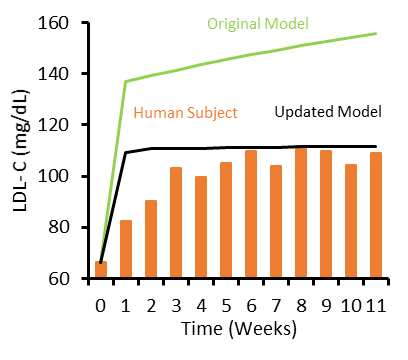 160
Original Model
140
Human Subject
Updated Model
120
100
80
60
LDL- C (mg/dL)
0 1 2 3 4 5 6 7 8 9 10 11
Time (Weeks)